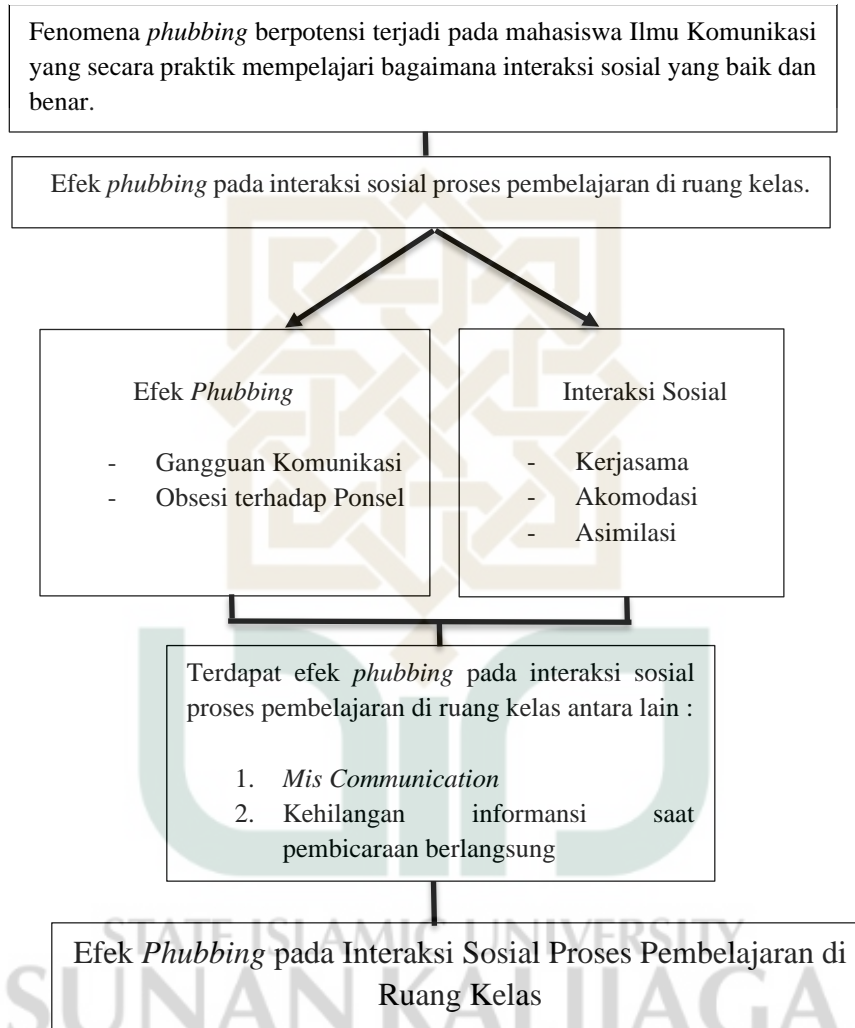 Fenomena phubbing berpotensi terjadi pada mahasiswa Ilmu Komunikasi
yang secara praktik mempelajari bagaimana interaksi sosial yang baik dan
benar.
Efek phubbing pada interaksi sosial proses pembelajaran di ruang kelas.
Efek Phubbing
- Gangguan Komunikasi
- Obsesi terhadap Ponsel
Interaksi Sosial
- Kerjasama
- Akomodasi
- Asimilasi
Terdapat efek phubbing pada interaksi sosial
proses pembelajaran di ruang kelas antara lain :
1. Mis Communication
2. Kehilangan informansi saat
pembicaraan berlangsung
STATE ISLAMIC UNIVERSITY
Efek Phubbing pada Interaksi Sosial Proses Pembelajaran di
Ruang Kelas
SUNAN KALIJAGA